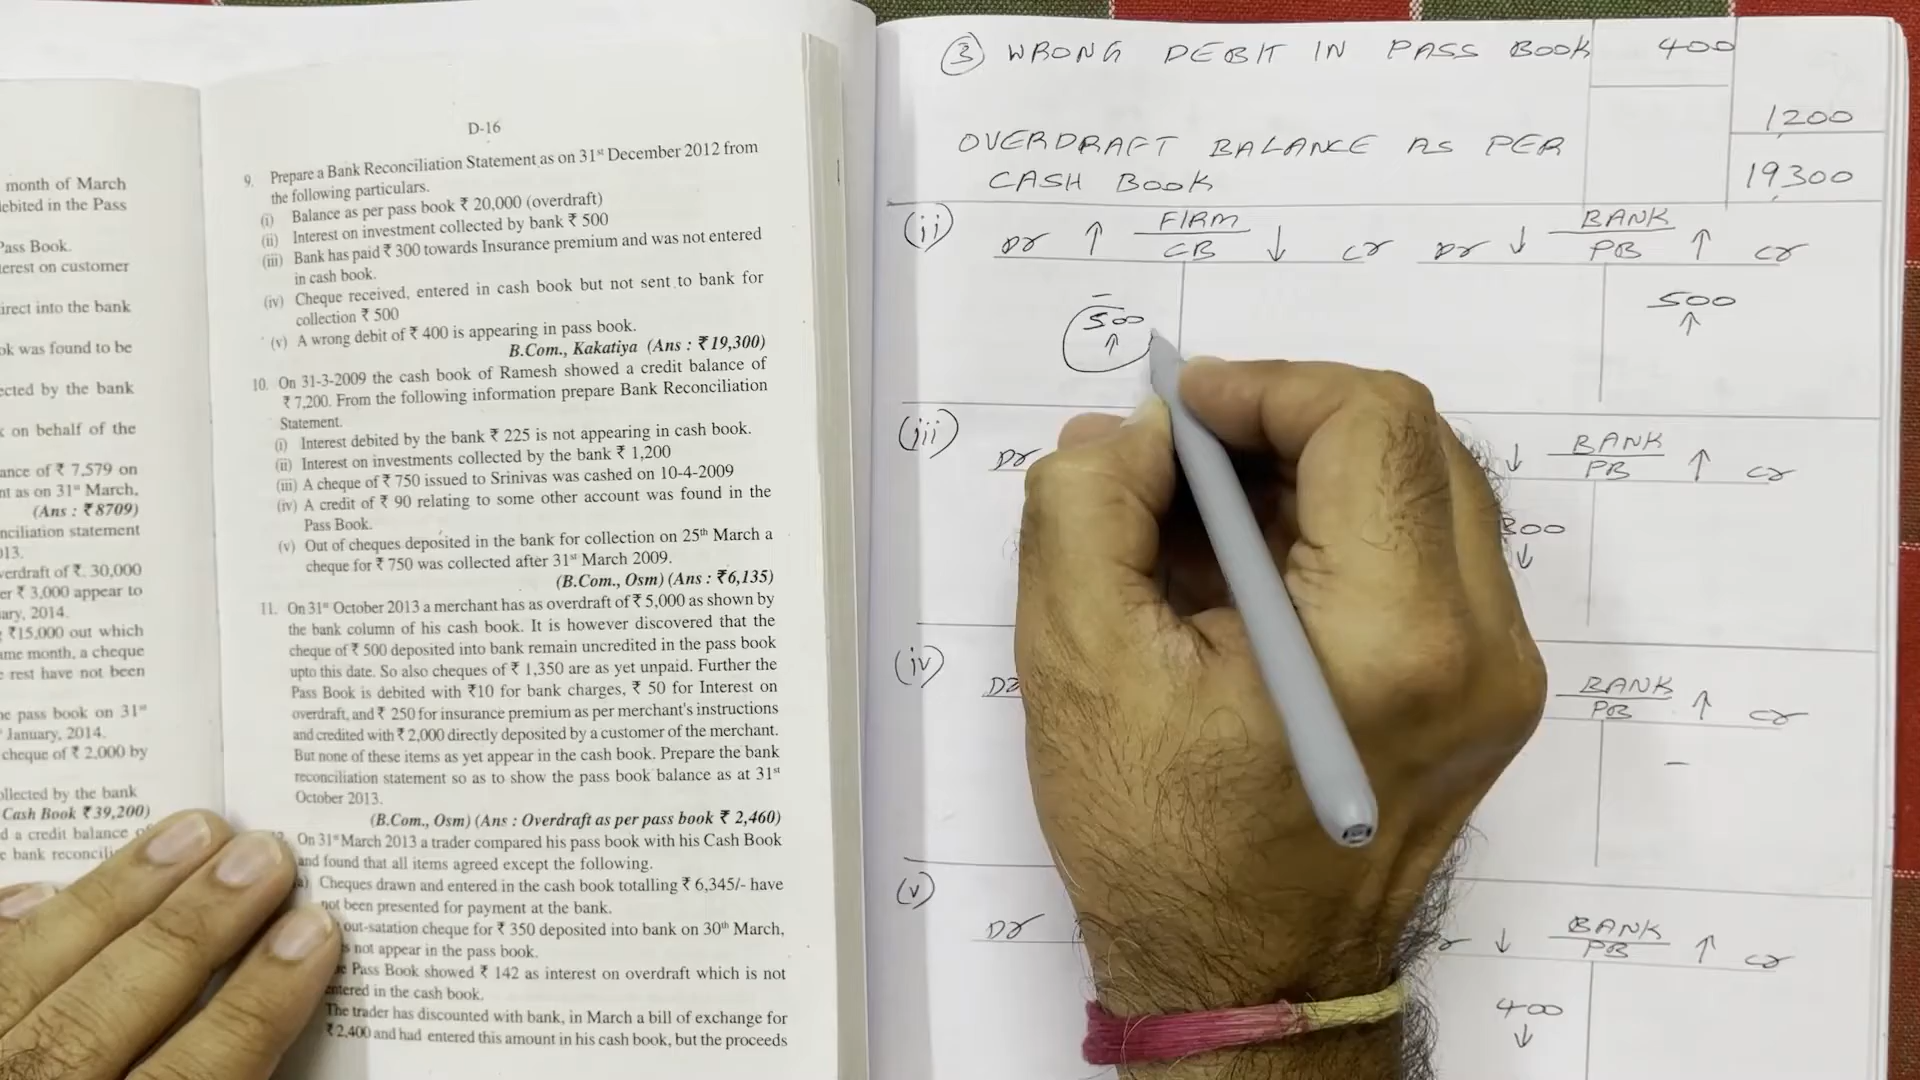 month of March
ebited in the Pass
Pass Book.
erest on customer
irect into the bank
ok was found to be
ected by the bank
k on behalf of the
ance of ₹ 7,579 on
nt as on 31st March,
(Ans : ₹8709)
nciliation statement
013.
verdraft of ₹. 30,000
er ₹ 3,000 appear to
ary, 2014.
₹15,000 out which
ame month, a cheque
e rest have not been
he pass book on 31st
January, 2014.
cheque of ₹ 2,000 by
ollected by the bank
Cash Book ₹39,200)
d a credit balance of
e bank reconcili
D-16
9. Prepare a Bank Reconciliation Statement as on 31st December 2012 from
the following particulars.
(i) Balance as per pass book ₹ 20,000 (overdraft)
(ii) Interest on investment collected by bank ₹ 500
(iii) Bank has paid ₹ 300 towards Insurance premium and was not entered
in cash book.
(iv) Cheque received, entered in cash book but not sent to bank for
collection ₹ 500
(v) A wrong debit of ₹ 400 is appearing in pass book.
B.Com., Kakatiya (Ans : ₹19,300)
10. On 31-3-2009 the cash book of Ramesh showed a credit balance of
₹ 7,200. From the following information prepare Bank Reconciliation
Statement.
(i) Interest debited by the bank ₹ 225 is not appearing in cash book.
(ii) Interest on investments collected by the bank ₹ 1,200
(iii) A cheque of ₹ 750 issued to Srinivas was cashed on 10-4-2009
(iv) A credit of ₹ 90 relating to some other account was found in the
Pass Book.
(v) Out of cheques deposited in the bank for collection on 25th March a
cheque for ₹ 750 was collected after 31st March 2009.
(B.Com., Osm) (Ans : ₹6,135)
11. On 31st October 2013 a merchant has as overdraft of ₹ 5,000 as shown by
the bank column of his cash book. It is however discovered that the
cheque of ₹ 500 deposited into bank remain uncredited in the pass book
upto this date. So also cheques of ₹ 1,350 are as yet unpaid. Further the
Pass Book is debited with ₹10 for bank charges, ₹ 50 for Interest on
overdraft, and ₹ 250 for insurance premium as per merchant's instructions
and credited with ₹ 2,000 directly deposited by a customer of the merchant.
But none of these items as yet appear in the cash book. Prepare the bank
reconciliation statement so as to show the pass book balance as at 31st
October 2013.
(B.Com., Osm) (Ans : Overdraft as per pass book ₹ 2,460)
On 31st March 2013 a trader compared his pass book with his Cash Book
and found that all items agreed except the following.
a) Cheques drawn and entered in the cash book totalling ₹ 6,345/- have
not been presented for payment at the bank.
out-satation cheque for ₹ 350 deposited into bank on 30th March,
s not appear in the pass book.
e Pass Book showed ₹ 142 as interest on overdraft which is not
entered in the cash book.
The trader has discounted with bank, in March a bill of exchange for
₹ 2,400 and had entered this amount in his cash book, but the proceeds
③ WRONG DEBIT IN PASS BOOK 400
1,200
OVERDRAFT BALANCE AS PER
CASH BOOK 19,300
(ii) Dr ↑ FIRM ↓ Cr Dr ↓ BANK ↑ Cr
CB PB
— 500
500 ↑
↑
(iii) Dr ↓ BANK ↑ Cr
PB
300
↓
(iv) Dr BANK ↑ Cr
PB
—
(v) Dr ↓ BANK ↑ Cr
PB
400
↓